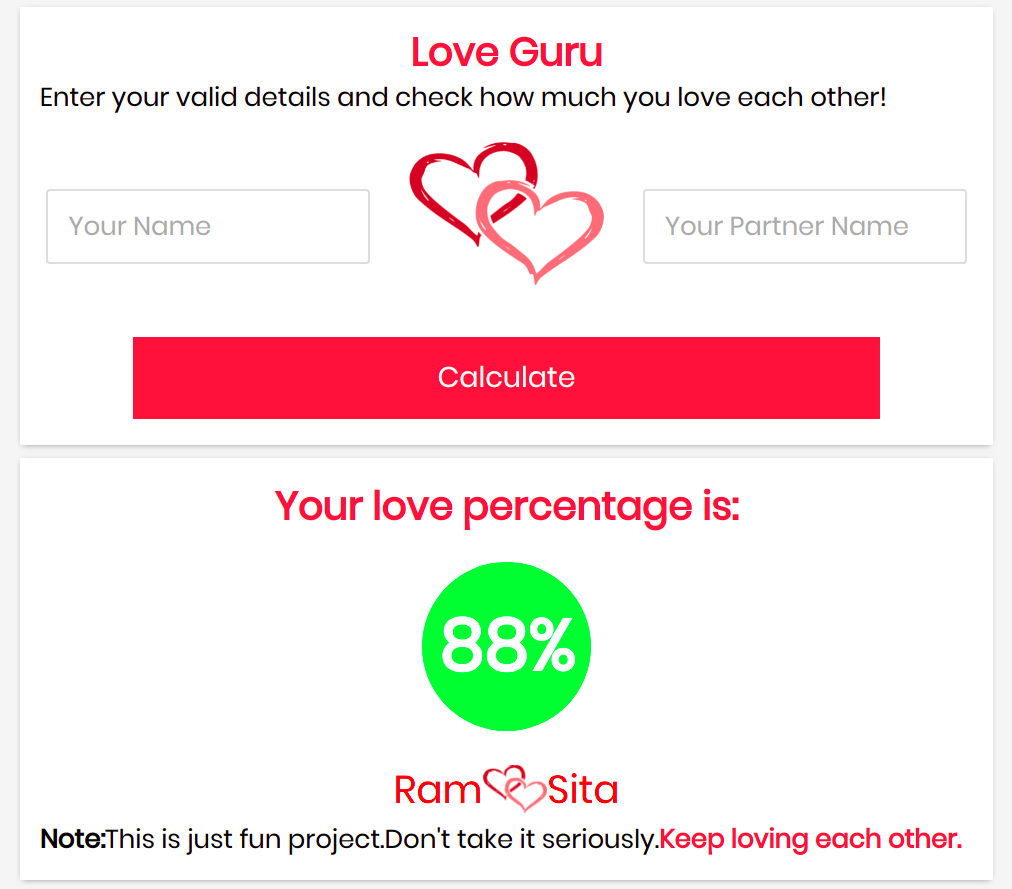 Love Guru
Enter your valid details and check how much you love each other!
Your Name
Your Partner Name
Calculate
Your love percentage is:
88%
Ram Sita
Note:This is just fun project.Don't take it seriously.Keep loving each other.